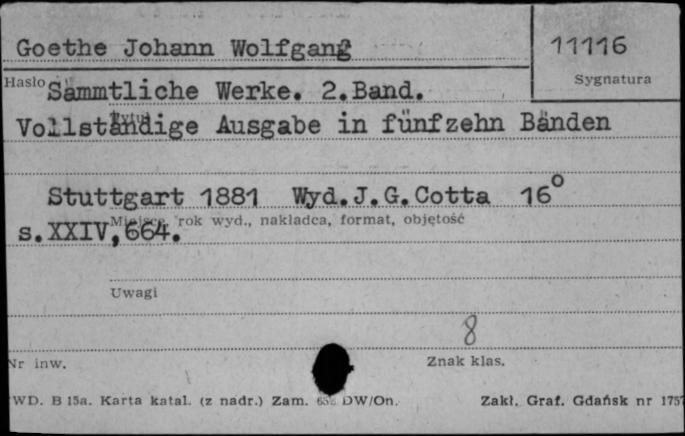 Goethe Johann Wolfgang
11116
Hasło
Sygnatura
Sämmtliche Werke. 2.Band.
Tytuł
Vollständige Ausgabe in fünfzehn Bänden
Stuttgart 1881 Wyd.J.G.Cotta 16°
Miejsce, rok wyd., nakładca, format, objętość
s.XXIV,664.
Uwagi
8
Nr inw.
Znak klas.
WD. B 15a. Karta katal. (z nadr.) Zam. DW/On.
Zakł. Graf. Gdańsk nr 1757